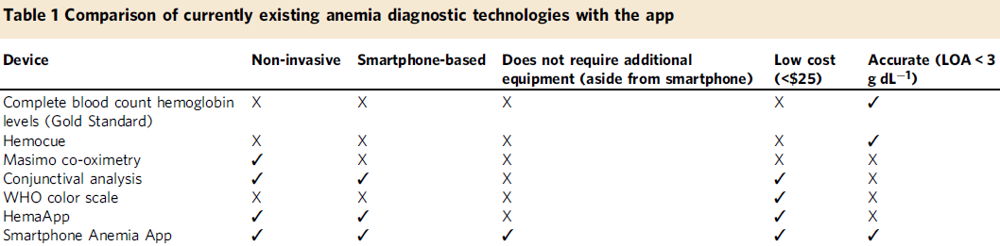 Table 1 Comparison of currently existing anemia diagnostic technologies with the app
Device Non-invasive Smartphone-based Does not require additional equipment (aside from smartphone) Low cost (<$25) Accurate (LOA < 3 g dL⁻¹)
Complete blood count hemoglobin levels (Gold Standard) X X X X ✓
Hemocue X X X X ✓
Masimo co-oximetry ✓ X X X X
Conjunctival analysis ✓ ✓ X ✓ X
WHO color scale X X X ✓ X
HemaApp ✓ ✓ X ✓ X
Smartphone Anemia App ✓ ✓ ✓ ✓ ✓